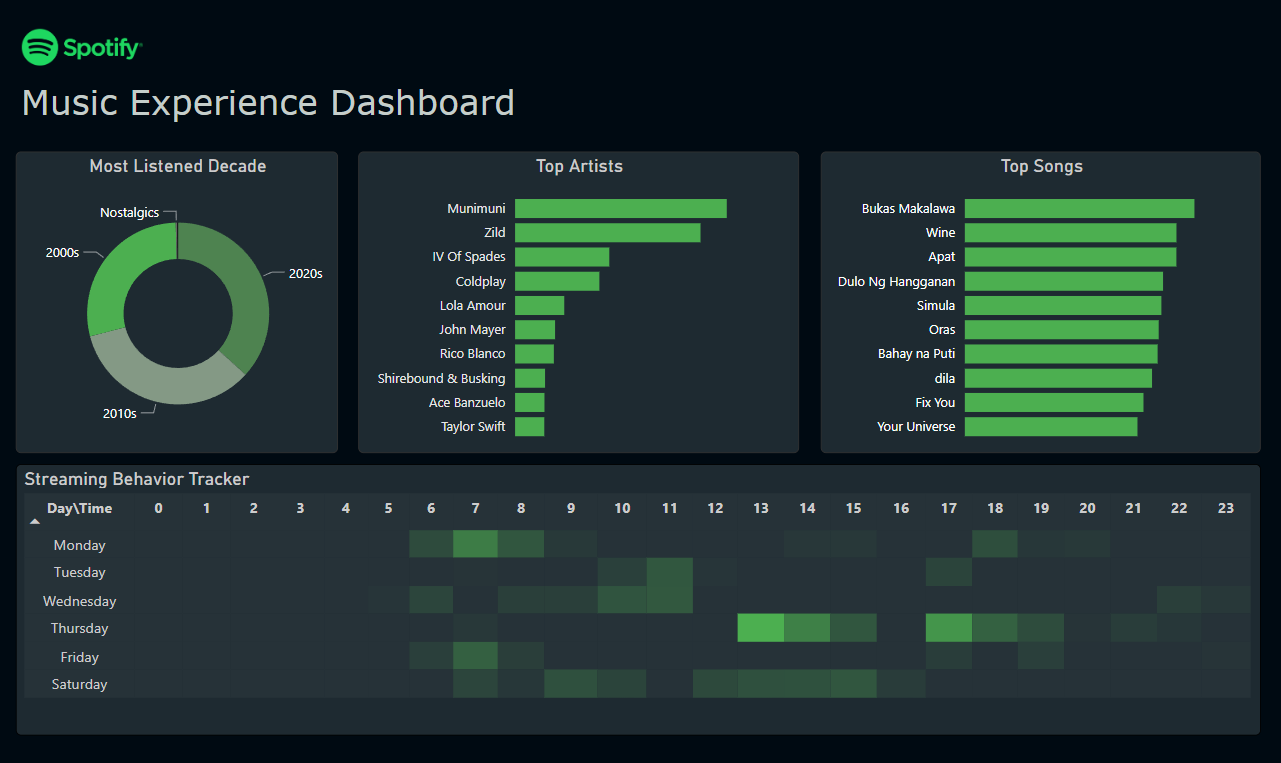 Spotify
Music Experience Dashboard
Most Listened Decade
Nostalgics
2000s
2020s
2010s
Top Artists
Munimuni
Zild
IV Of Spades
Coldplay
Lola Amour
John Mayer
Rico Blanco
Shirebound & Busking
Ace Banzuelo
Taylor Swift
Top Songs
Bukas Makalawa
Wine
Apat
Dulo Ng Hangganan
Simula
Oras
Bahay na Puti
dila
Fix You
Your Universe
Streaming Behavior Tracker
Day\Time 0 1 2 3 4 5 6 7 8 9 10 11 12 13 14 15 16 17 18 19 20 21 22 23
Monday
Tuesday
Wednesday
Thursday
Friday
Saturday